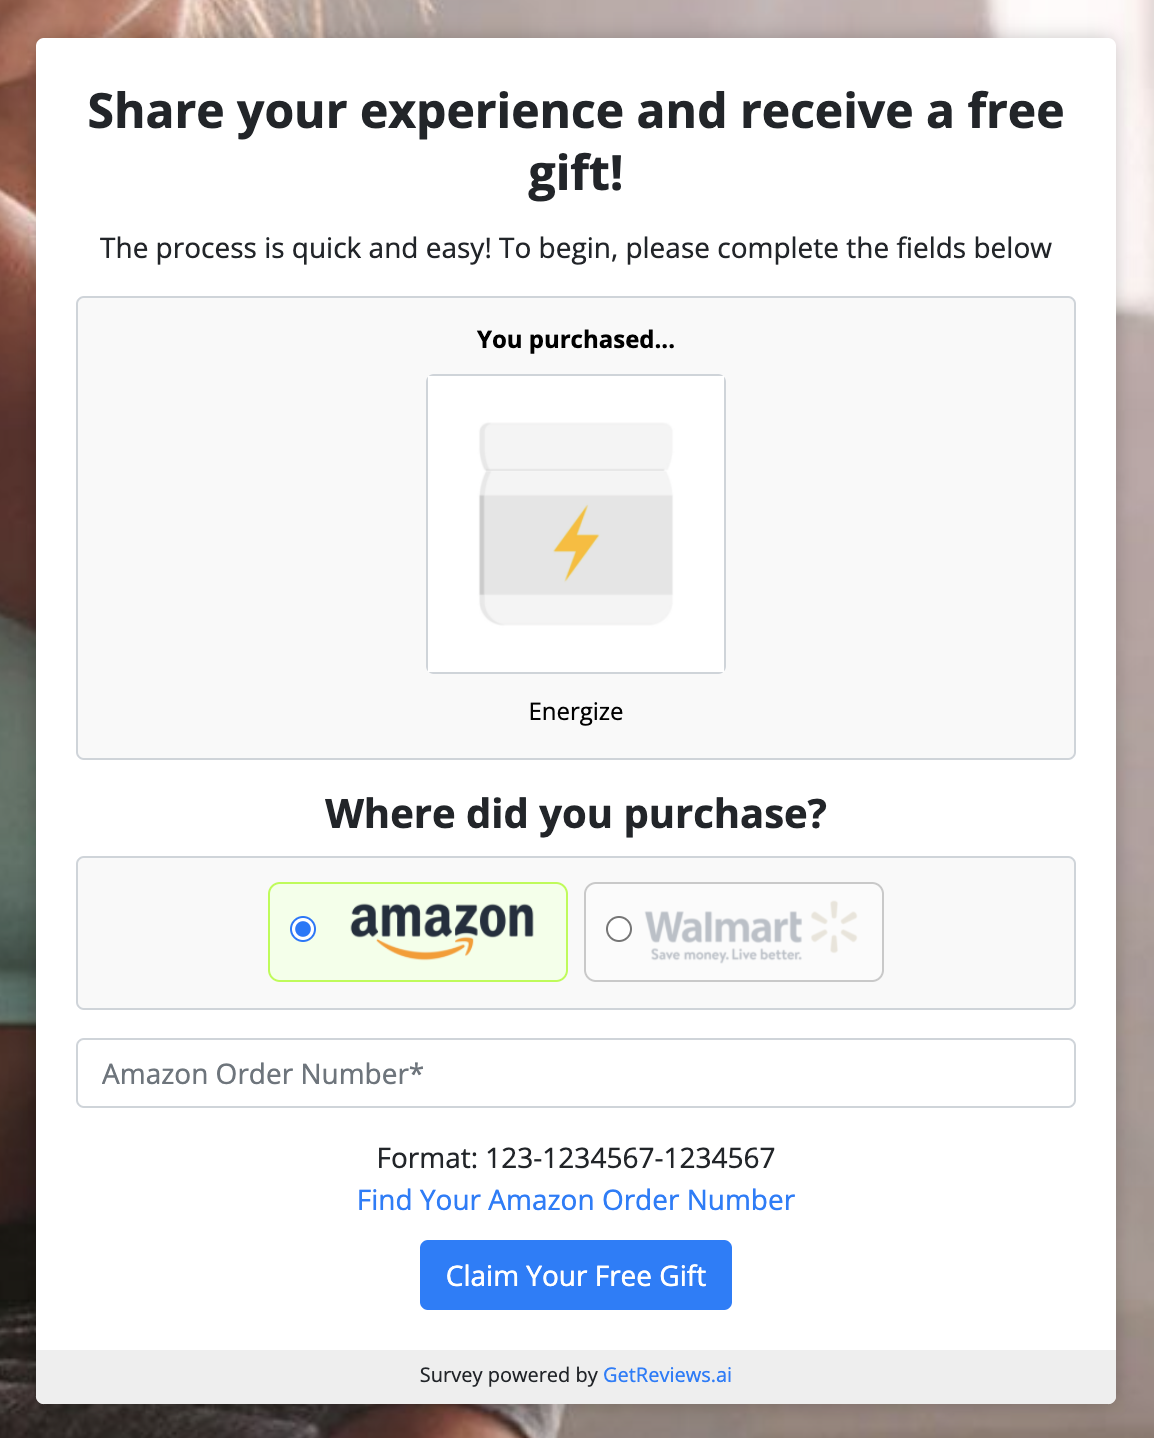 Share your experience and receive a free
gift!
The process is quick and easy! To begin, please complete the fields below
You purchased...
Energize
Where did you purchase?
amazon
Walmart
Save money. Live better.
Amazon Order Number*
Format: 123-1234567-1234567
Find Your Amazon Order Number
Claim Your Free Gift
Survey powered by GetReviews.ai